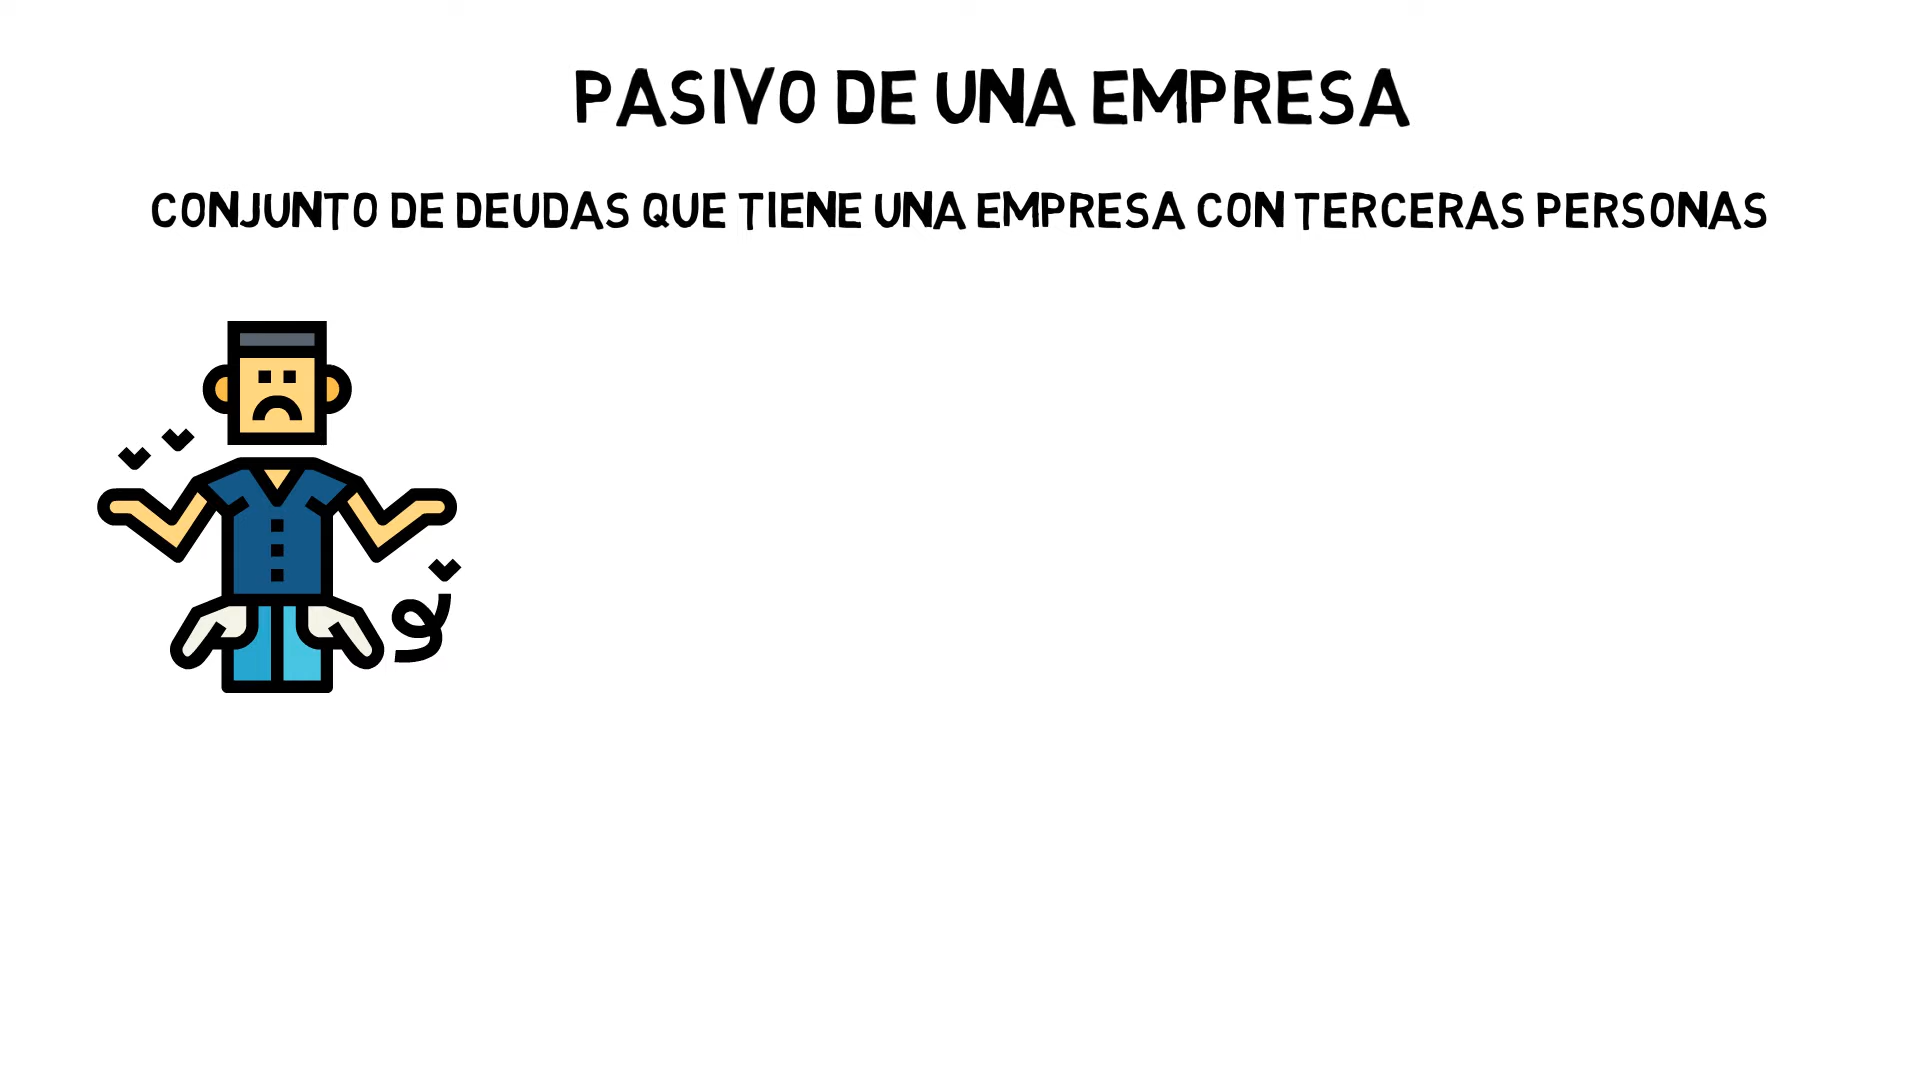 PASIVO DE UNA EMPRESA
CONJUNTO DE DEUDAS QUE TIENE UNA EMPRESA CON TERCERAS PERSONAS